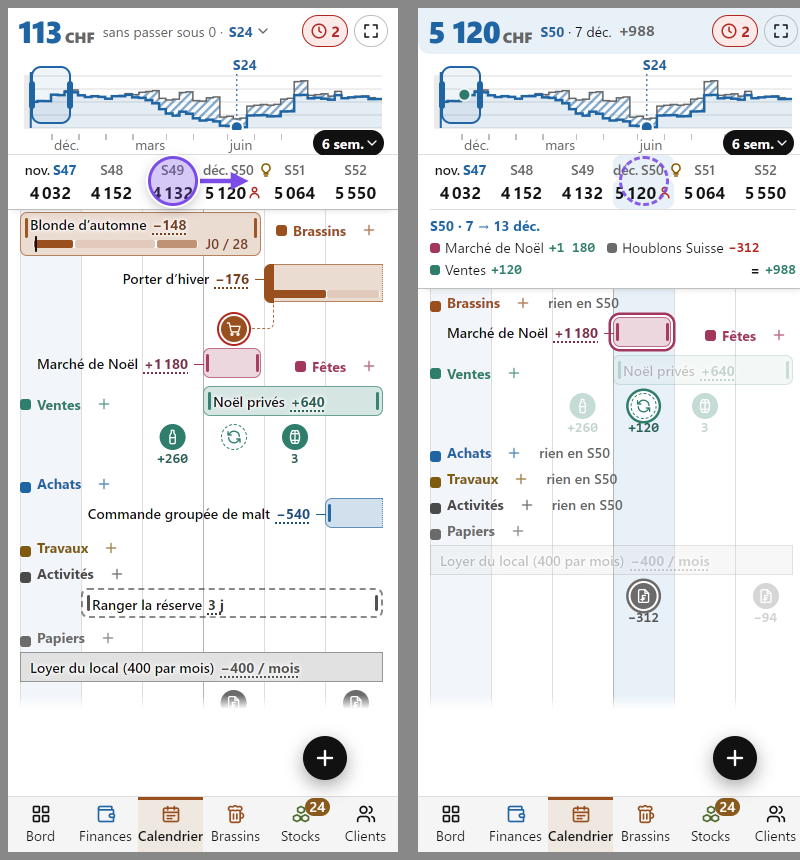 113 CHF sans passer sous 0 · S24
2
S24
déc. mars juin 6 sem.
nov. S47 S48 S49 déc. S50 S51 S52
4 032 4 152 4 132 5 120 5 064 5 550
Blonde d'automne −148
J0 / 28
Brassins +
Porter d'hiver −176
Marché de Noël +1 180
Fêtes +
Ventes +
Noël privés +640
+260 3
Achats +
Commande groupée de malt −540
Travaux +
Activités +
Ranger la réserve 3 j
Papiers +
Loyer du local (400 par mois) −400 / mois
+
Bord Finances Calendrier Brassins Stocks Clients
24
5 120 CHF S50 · 7 déc. +988
2
S24
déc. mars juin 6 sem.
nov. S47 S48 S49 déc. S50 S51 S52
4 032 4 152 4 132 5 120 5 064 5 550
S50 · 7 → 13 déc.
Marché de Noël +1 180 Houblons Suisse −312
Ventes +120 = +988
Brassins + rien en S50
Marché de Noël +1 180
Fêtes +
Ventes +
Noël privés +640
+260 +120 3
Achats + rien en S50
Travaux + rien en S50
Activités + rien en S50
Papiers +
Loyer du local (400 par mois) −400 / mois
−312 −94
+
Bord Finances Calendrier Brassins Stocks Clients
24